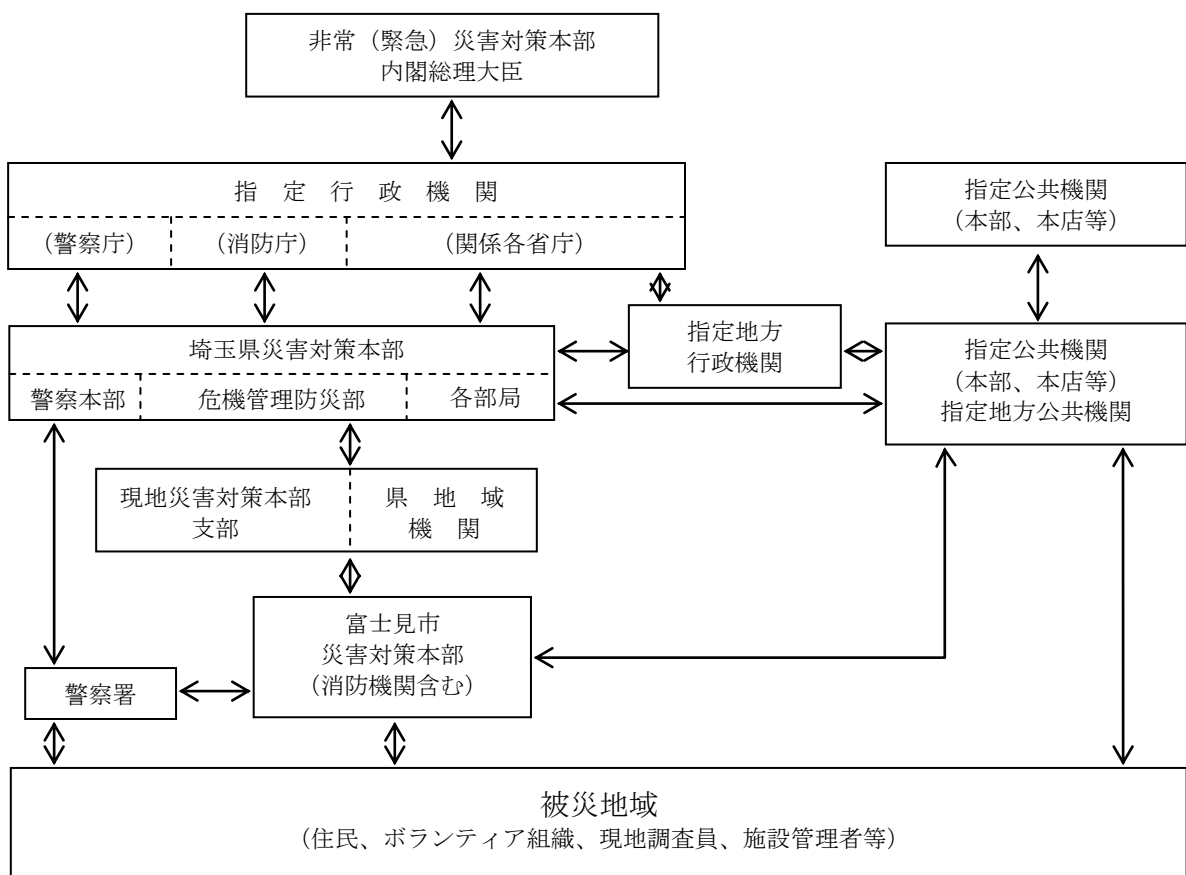 非常(緊急)災害対策本部
内閣総理大臣
指定行政機関
(警察庁)
(消防庁)
(関係各省庁)
指定公共機関
(本部、本店等)
埼玉県災害対策本部
警察本部
危機管理防災部
各部局
指定地方
行政機関
指定公共機関
(本部、本店等)
指定地方公共機関
現地災害対策本部
支部
県地域
機関
富士見市
災害対策本部
(消防機関含む)
警察署
被災地域
(住民、ボランティア組織、現地調査員、施設管理者等)